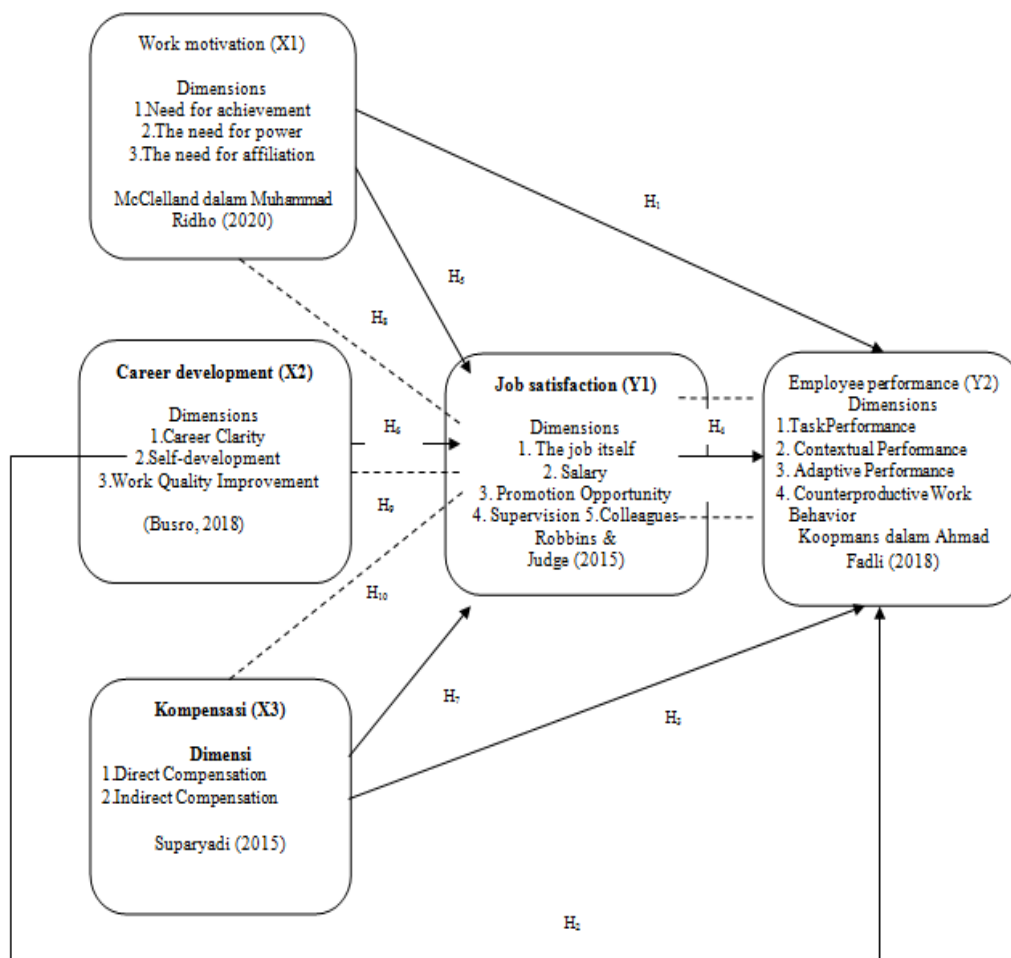 Work motivation (X1)
Dimensions
1.Need for achievement
2.The need for power
3.The need for affiliation
McClelland dalam Muhammad
Ridho (2020)
H₁
H₅
H₈
Career development (X2)
Dimensions
1.Career Clarity
2.Self-development
3.Work Quality Improvement
(Busro, 2018)
H₆
H₉
H₁₀
Job satisfaction (Y1)
Dimensions
1. The job itself
2. Salary
3. Promotion Opportunity
4. Supervision 5.Colleagues
Robbins &
Judge (2015)
H₄
Employee performance (Y2)
Dimensions
1.TaskPerformance
2. Contextual Performance
3. Adaptive Performance
4. Counterproductive Work
Behavior
Koopmans dalam Ahmad
Fadli (2018)
Kompensasi (X3)
Dimensi
1.Direct Compensation
2.Indirect Compensation
Suparyadi (2015)
H₇
H₃
H₂